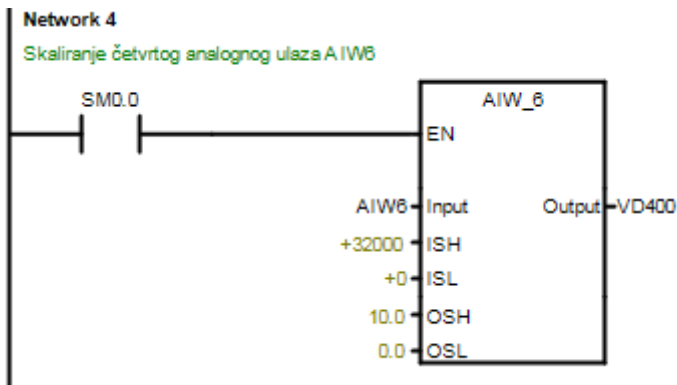 Network 4
Skaliranje četvrtog analognog ulaza AIW6
SM0.0
AIW_6
EN
AIW6 Input Output VD400
+32000 ISH
+0 ISL
10.0 OSH
0.0 OSL